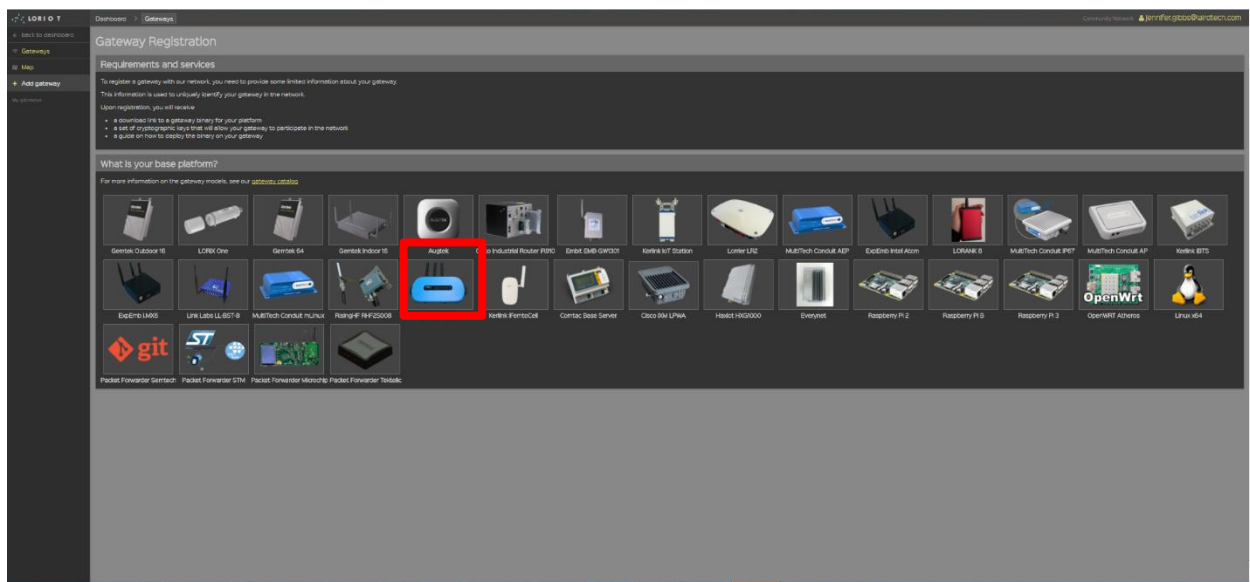 LORIOT
Dashboard > Gateways
Community Network
jennifer.gibbs@lairdtech.com
← back to dashboard
Gateways
Map
+ Add gateway
Gateway Registration
Requirements and services
To register a gateway with our network, you need to provide some limited information about your gateway.
This information is used to uniquely identify your gateway in the network.
Upon registration, you will receive
• a download link to a gateway binary for your platform
• a set of cryptographic keys that will allow your gateway to participate in the network
• a guide on how to deploy the binary on your gateway
What is your base platform?
For more information on the gateway models, see our gateway catalog
Gemtek Outdoor 16
LORIX One
Gemtek 64
Gemtek Indoor 16
Augtek
Industrial Router
Embit EMB-GW1301
Kerlink IoT Station
Lorrier LR2
MultiTech Conduit AEP
ExpEmb Intel Atom
LORANK 8
MultiTech Conduit IP67
MultiTech Conduit AP
Kerlink iBTS
ExpEmb i.MX6
Link Labs LL-BST-8
MultiTech Conduit mLinux
RisingHF RHF2S008
Kerlink iFemtoCell
Comtac Base Server
Cisco IXM LPWA
Haxiot HXG1000
Everynet
Raspberry Pi 2
Raspberry Pi B
Raspberry Pi 3
OpenWrt
OpenWRT Atheros
Linux x64
git
ST
Packet Forwarder Semtech
Packet Forwarder STM
Packet Forwarder Microchip
Packet Forwarder Tektelic